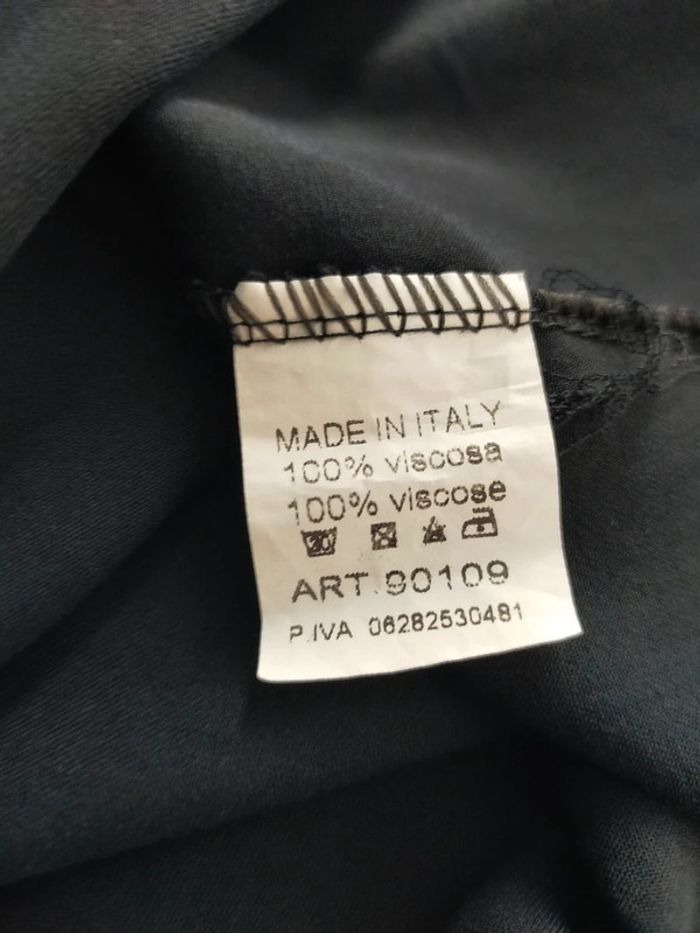 MADE IN ITALY
100% viscosa
100% viscose
ART.90109
P.IVA 06282530481